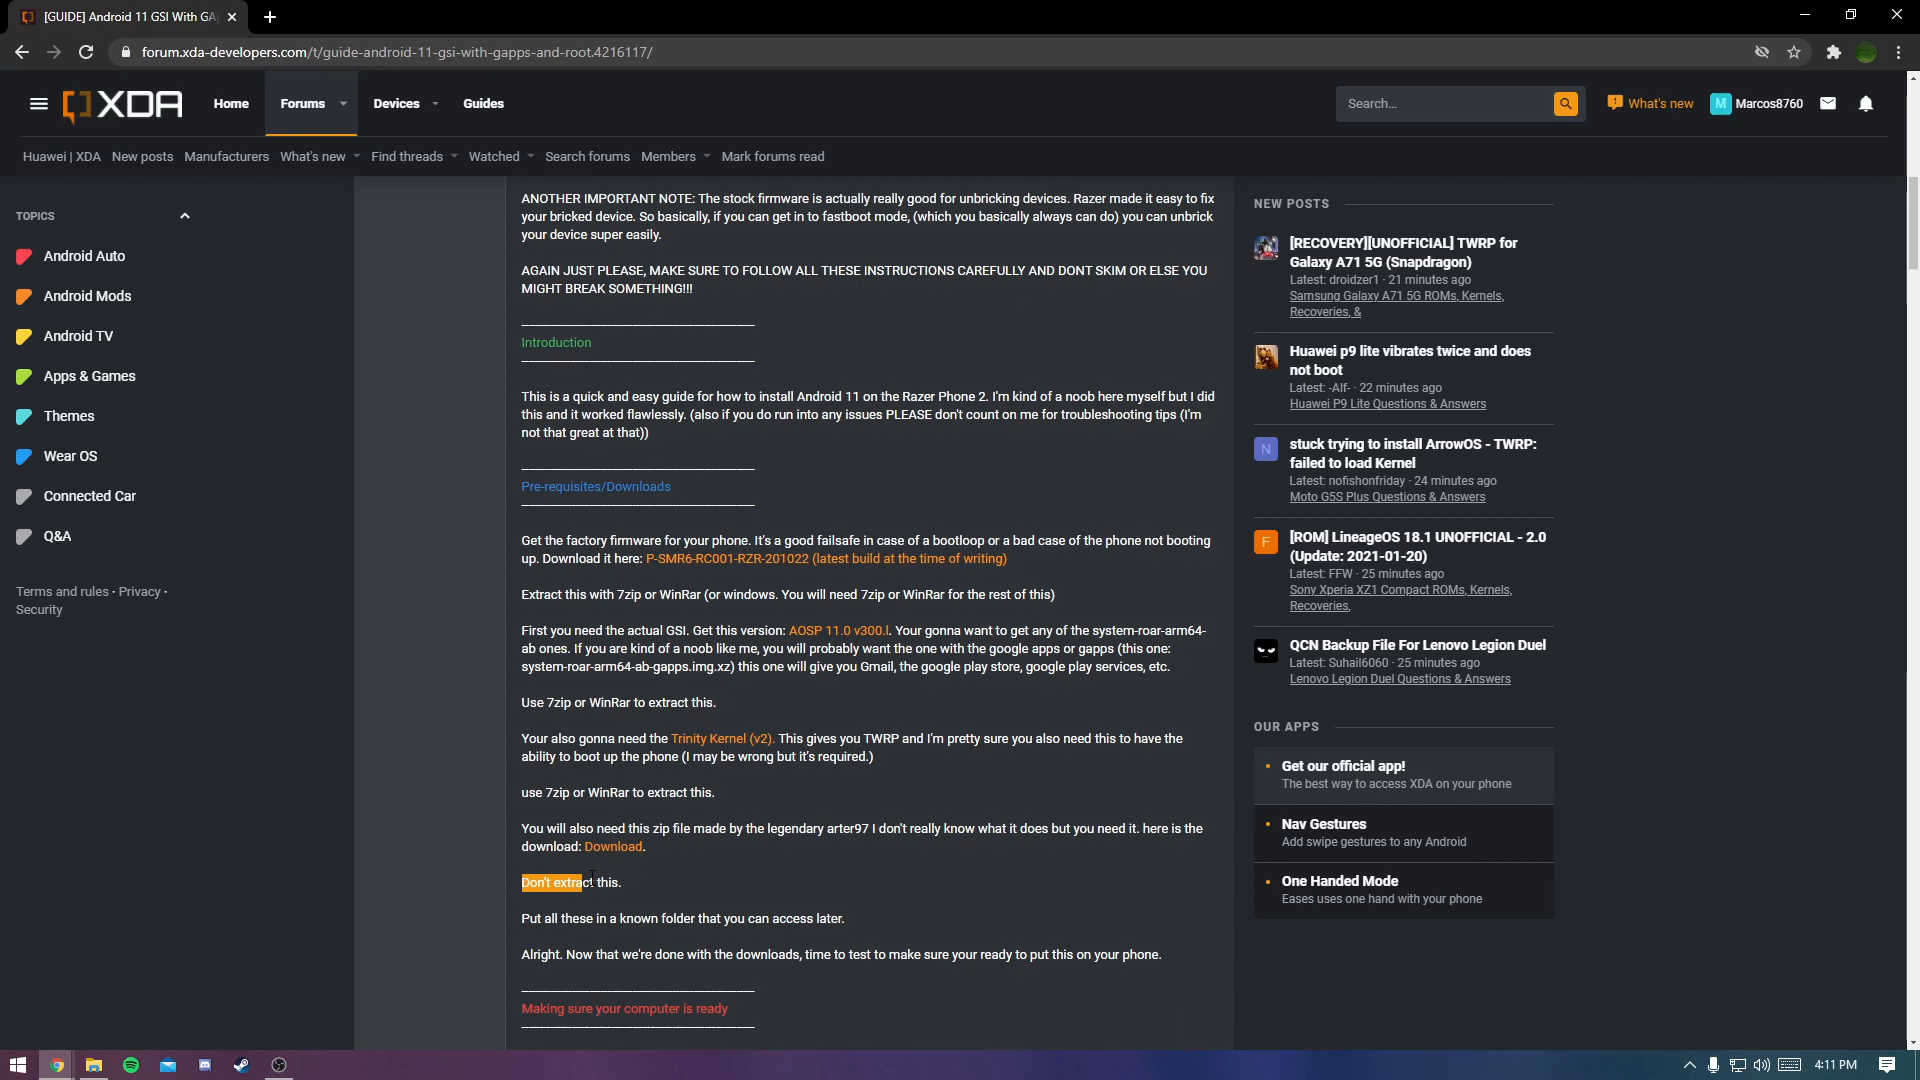 [GUIDE] Android 11 GSI With GA
forum.xda-developers.com/t/guide-android-11-gsi-with-gapps-and-root.4216117/
XDA
Home
Forums
Devices
Guides
Search…
What's new
M
Marcos8760
Huawei | XDA
New posts
Manufacturers
What's new
Find threads
Watched
Search forums
Members
Mark forums read
TOPICS
Android Auto
Android Mods
Android TV
Apps & Games
Themes
Wear OS
Connected Car
Q&A
Terms and rules · Privacy ·
Security
ANOTHER IMPORTANT NOTE: The stock firmware is actually really good for unbricking devices. Razer made it easy to fix
your bricked device. So basically, if you can get in to fastboot mode, (which you basically always can do) you can unbrick
your device super easily.
AGAIN JUST PLEASE, MAKE SURE TO FOLLOW ALL THESE INSTRUCTIONS CAREFULLY AND DONT SKIM OR ELSE YOU
MIGHT BREAK SOMETHING!!!
Introduction
This is a quick and easy guide for how to install Android 11 on the Razer Phone 2. I'm kind of a noob here myself but I did
this and it worked flawlessly. (also if you do run into any issues PLEASE don't count on me for troubleshooting tips (I'm
not that great at that))
Pre-requisites/Downloads
Get the factory firmware for your phone. It's a good failsafe in case of a bootloop or a bad case of the phone not booting
up. Download it here: P-SMR6-RC001-RZR-201022 (latest build at the time of writing)
Extract this with 7zip or WinRar (or windows. You will need 7zip or WinRar for the rest of this)
First you need the actual GSI. Get this version: AOSP 11.0 v300.l. Your gonna want to get any of the system-roar-arm64-
ab ones. If you are kind of a noob like me, you will probably want the one with the google apps or gapps (this one:
system-roar-arm64-ab-gapps.img.xz) this one will give you Gmail, the google play store, google play services, etc.
Use 7zip or WinRar to extract this.
Your also gonna need the Trinity Kernel (v2). This gives you TWRP and I'm pretty sure you also need this to have the
ability to boot up the phone (I may be wrong but it's required.)
use 7zip or WinRar to extract this.
You will also need this zip file made by the legendary arter97 I don't really know what it does but you need it. here is the
download: Download.
Don't extract this.
Put all these in a known folder that you can access later.
Alright. Now that we're done with the downloads, time to test to make sure your ready to put this on your phone.
Making sure your computer is ready
NEW POSTS
[RECOVERY][UNOFFICIAL] TWRP for
Galaxy A71 5G (Snapdragon)
Latest: droidzer1 · 21 minutes ago
Samsung Galaxy A71 5G ROMs, Kernels,
Recoveries, &
Huawei p9 lite vibrates twice and does
not boot
Latest: -Alf- · 22 minutes ago
Huawei P9 Lite Questions & Answers
N
stuck trying to install ArrowOS - TWRP:
failed to load Kernel
Latest: nofishonfriday · 24 minutes ago
Moto G5S Plus Questions & Answers
F
[ROM] LineageOS 18.1 UNOFFICIAL - 2.0
(Update: 2021-01-20)
Latest: FFW · 25 minutes ago
Sony Xperia XZ1 Compact ROMs, Kernels,
Recoveries,
QCN Backup File For Lenovo Legion Duel
Latest: Suhail6060 · 25 minutes ago
Lenovo Legion Duel Questions & Answers
OUR APPS
Get our official app!
The best way to access XDA on your phone
Nav Gestures
Add swipe gestures to any Android
One Handed Mode
Eases uses one hand with your phone
4:11 PM